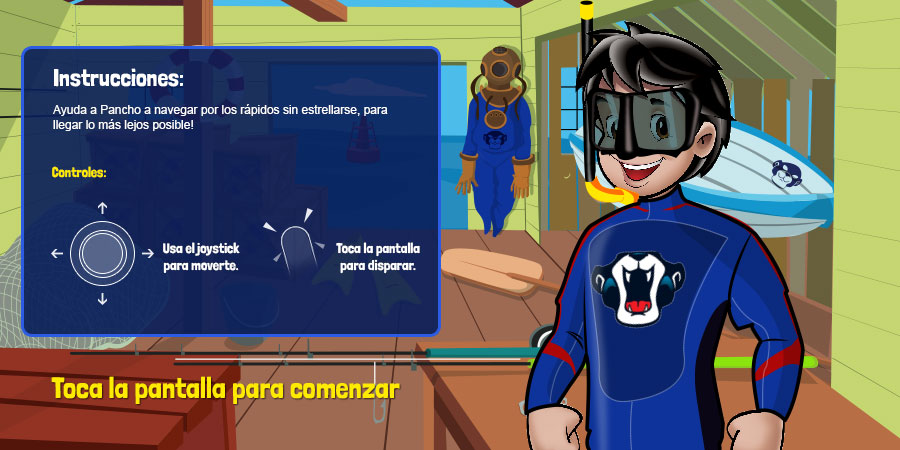 Instrucciones:
Ayuda a Pancho a navegar por los rápidos sin estrellarse, para
llegar lo más lejos posible!
Controles:
Usa el joystick
para moverte.
Toca la pantalla
para disparar.
Toca la pantalla para comenzar